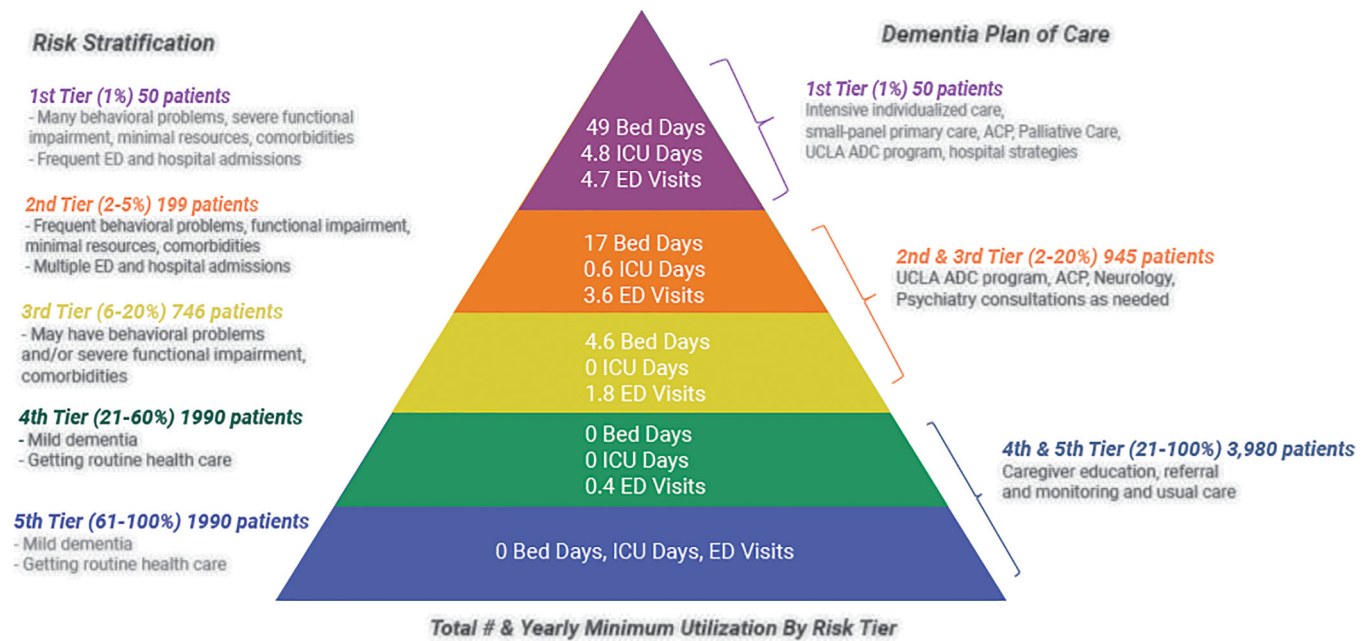 Risk Stratification
1st Tier (1%) 50 patients
- Many behavioral problems, severe functional
impairment, minimal resources, comorbidities
- Frequent ED and hospital admissions
2nd Tier (2-5%) 199 patients
- Frequent behavioral problems, functional impairment,
minimal resources, comorbidities
- Multiple ED and hospital admissions
3rd Tier (6-20%) 746 patients
- May have behavioral problems
and/or severe functional impairment,
comorbidities
4th Tier (21-60%) 1990 patients
- Mild dementia
- Getting routine health care
5th Tier (61-100%) 1990 patients
- Mild dementia
- Getting routine health care
49 Bed Days
4.8 ICU Days
4.7 ED Visits
17 Bed Days
0.6 ICU Days
3.6 ED Visits
4.6 Bed Days
0 ICU Days
1.8 ED Visits
0 Bed Days
0 ICU Days
0.4 ED Visits
0 Bed Days, ICU Days, ED Visits
Dementia Plan of Care
1st Tier (1%) 50 patients
Intensive individualized care,
small-panel primary care, ACP, Palliative Care,
UCLA ADC program, hospital strategies
2nd & 3rd Tier (2-20%) 945 patients
UCLA ADC program, ACP, Neurology,
Psychiatry consultations as needed
4th & 5th Tier (21-100%) 3,980 patients
Caregiver education, referral
and monitoring and usual care
Total # & Yearly Minimum Utilization By Risk Tier